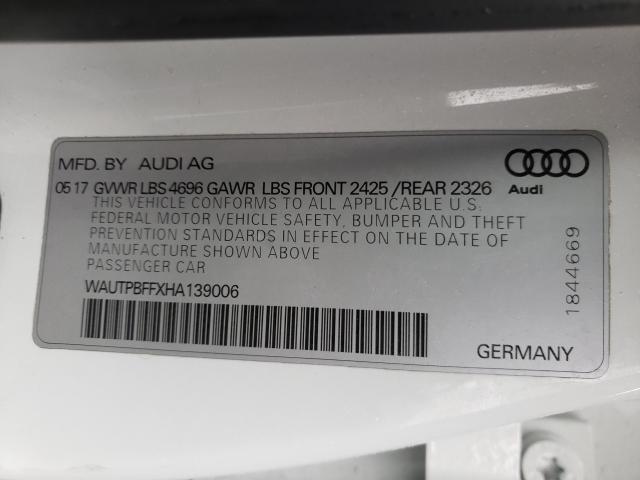 MFD. BY AUDI AG
05 17 GVWR LBS 4696 GAWR LBS FRONT 2425 /REAR 2326
Audi
THIS VEHICLE CONFORMS TO ALL APPLICABLE U.S.
FEDERAL MOTOR VEHICLE SAFETY, BUMPER AND THEFT
PREVENTION STANDARDS IN EFFECT ON THE DATE OF
MANUFACTURE SHOWN ABOVE
PASSENGER CAR
WAUTPBFFXHA139006
1844669
GERMANY